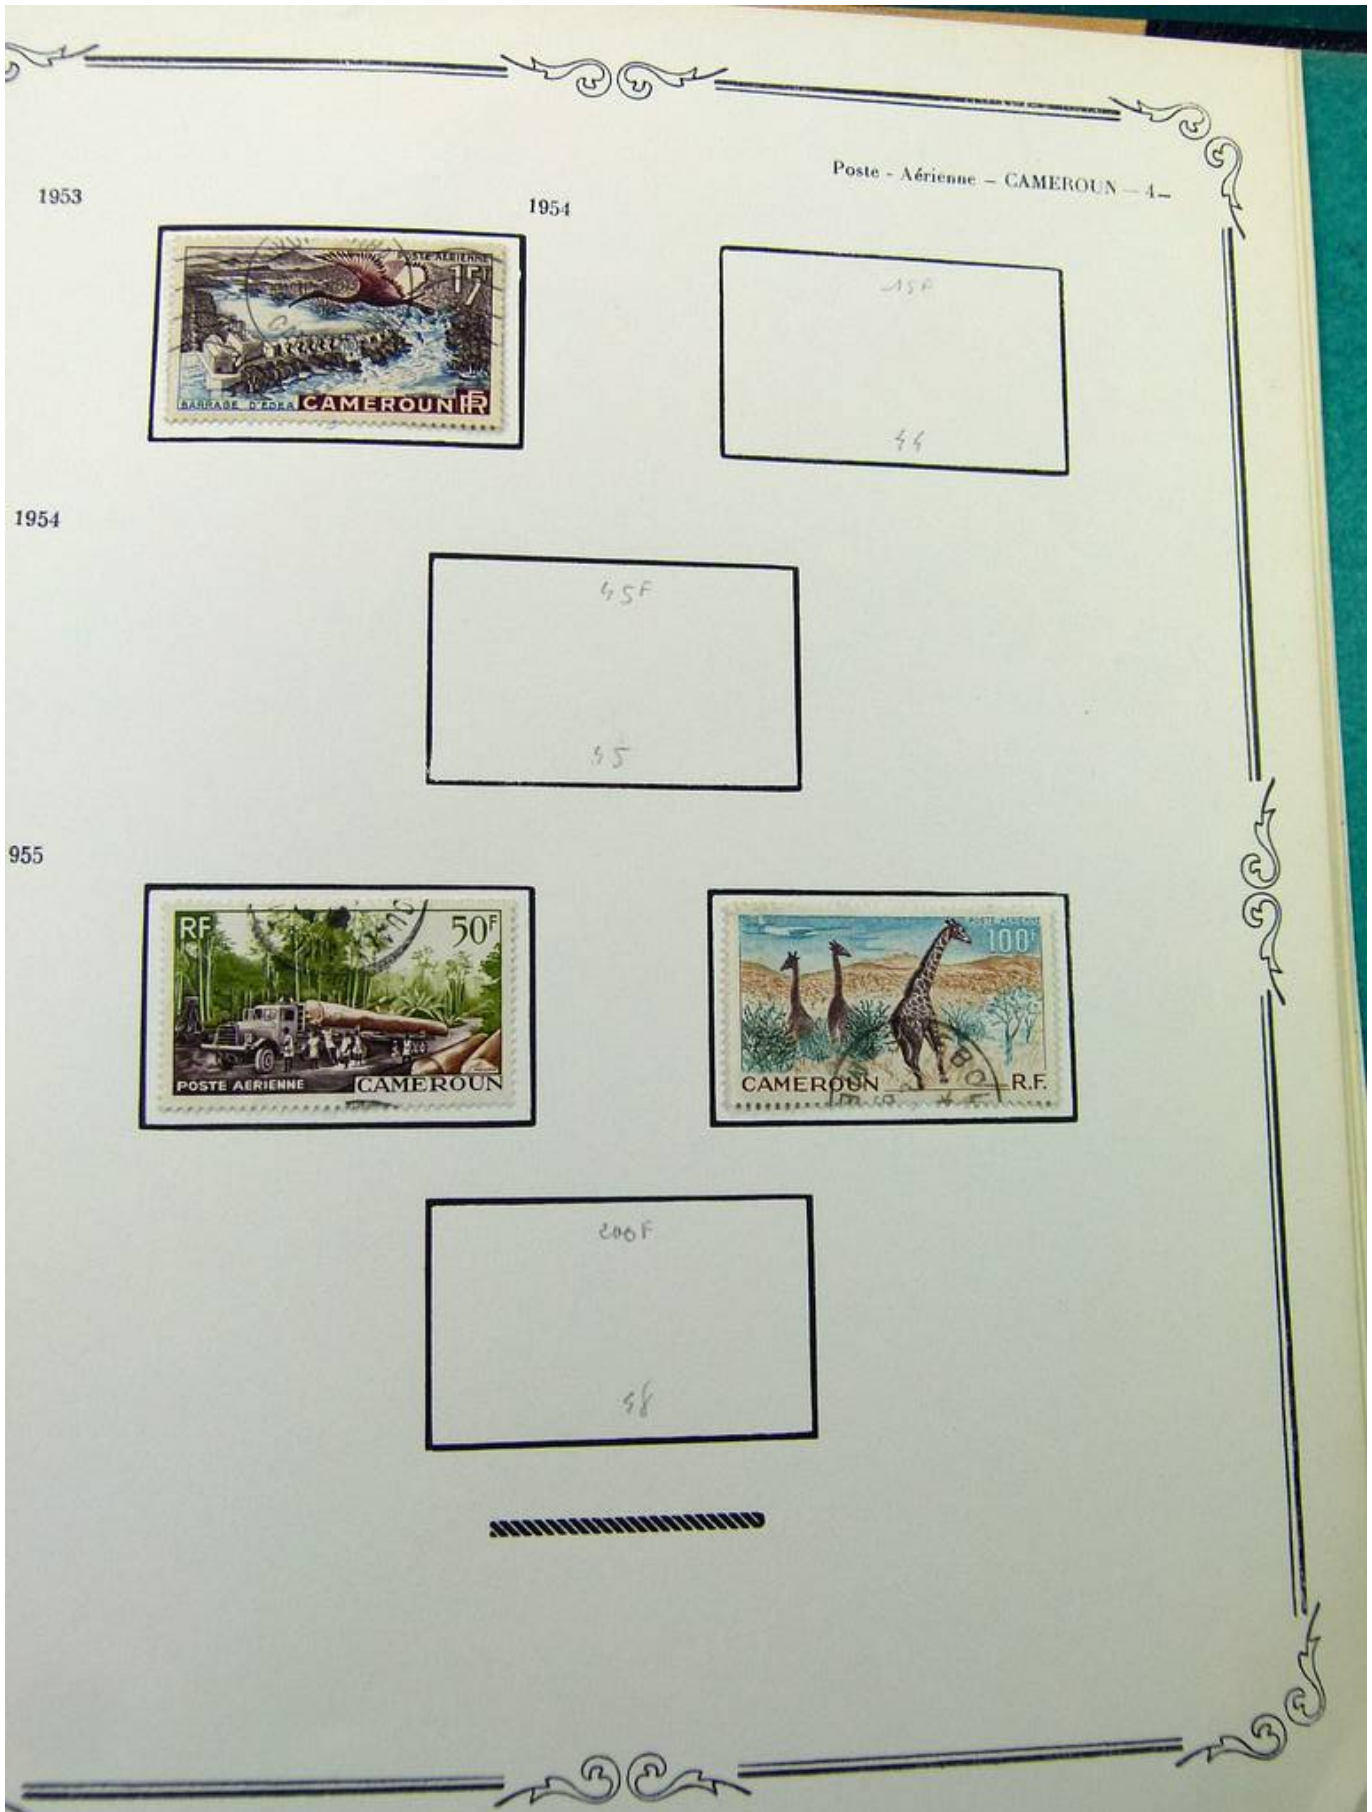 Poste - Aérienne - CAMEROUN - 4-
1953
1954
POSTE AERIENNE
15F
BARRAGE D'EDEA CAMEROUN RF
15F
44
1954
45F
45
955
RF
50F
POSTE AERIENNE CAMEROUN
POSTE AERIENNE
100F
CAMEROUN R.F.
200F
48